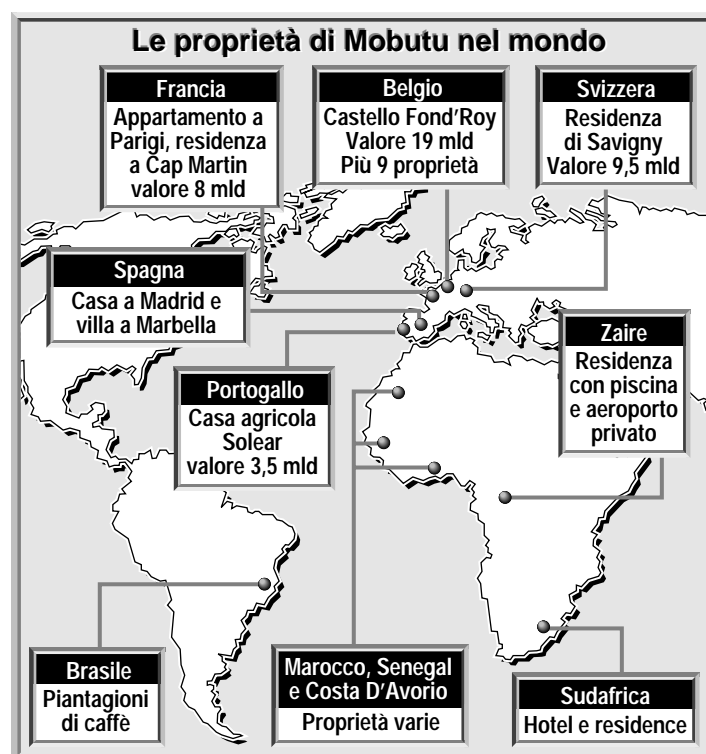 Le proprietà di Mobutu nel mondo
Francia
Appartamento a
Parigi, residenza
a Cap Martin
valore 8 mld
Belgio
Castello Fond'Roy
Valore 19 mld
Più 9 proprietà
Svizzera
Residenza
di Savigny
Valore 9,5 mld
Spagna
Casa a Madrid e
villa a Marbella
Zaire
Residenza
con piscina
e aeroporto
privato
Portogallo
Casa agricola
Solear
valore 3,5 mld
Brasile
Piantagioni
di caffè
Marocco, Senegal
e Costa D'Avorio
Proprietà varie
Sudafrica
Hotel e residence